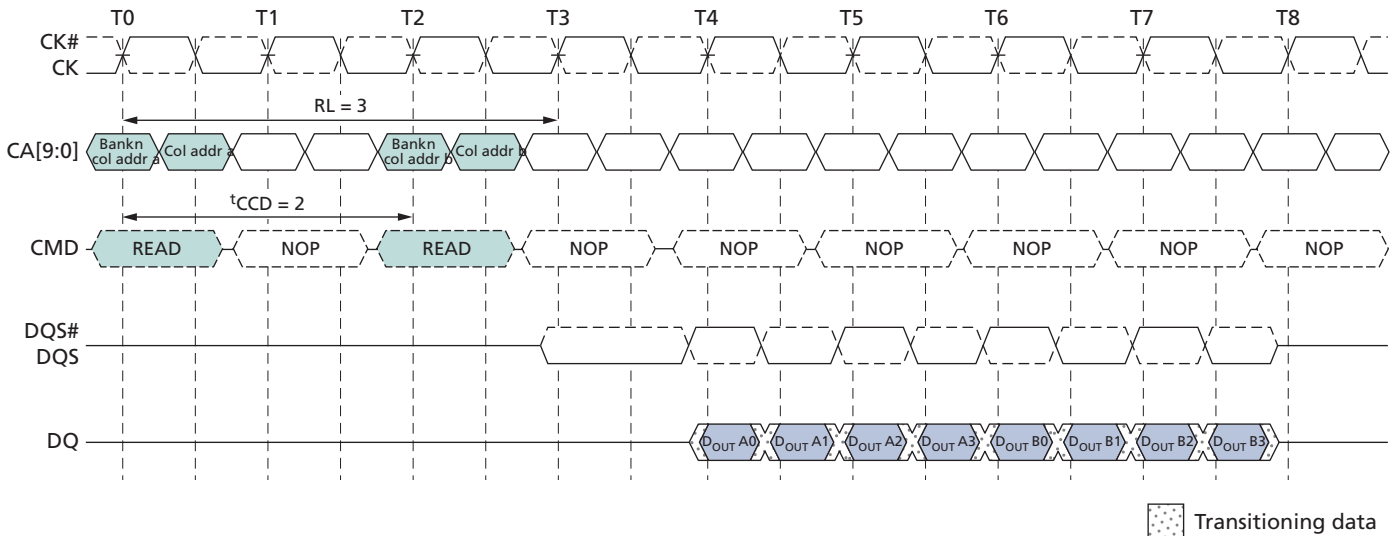 T0 T1 T2 T3 T4 T5 T6 T7 T8
CK#
CK
RL = 3
CA[9:0]
Bankn
col addr a
Col addr a
Bankn
col addr b
Col addr b
tCCD = 2
CMD READ NOP READ NOP NOP NOP NOP NOP NOP
DQS#
DQS
DQ DOUT A0 DOUT A1 DOUT A2 DOUT A3 DOUT B0 DOUT B1 DOUT B2 DOUT B3
Transitioning data